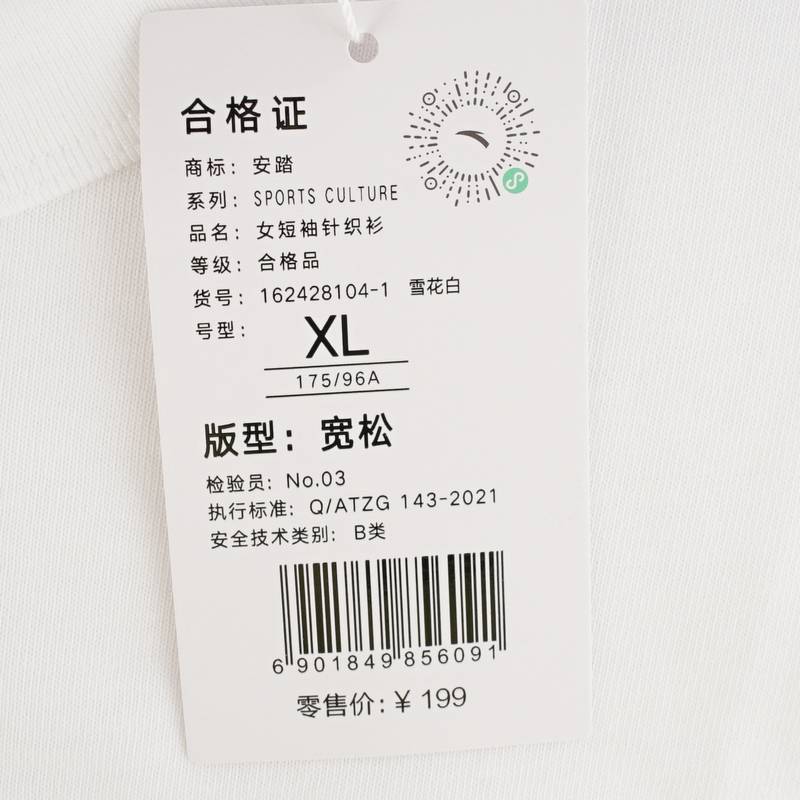 合格证
商标：安踏
系列：SPORTS CULTURE
品名：女短袖针织衫
等级：合格品
货号：162428104-1 雪花白
号型：XL
175/96A
版型：宽松
检验员：No.03
执行标准：Q/ATZG 143-2021
安全技术类别：B类
6 901849 856091
零售价：¥ 199